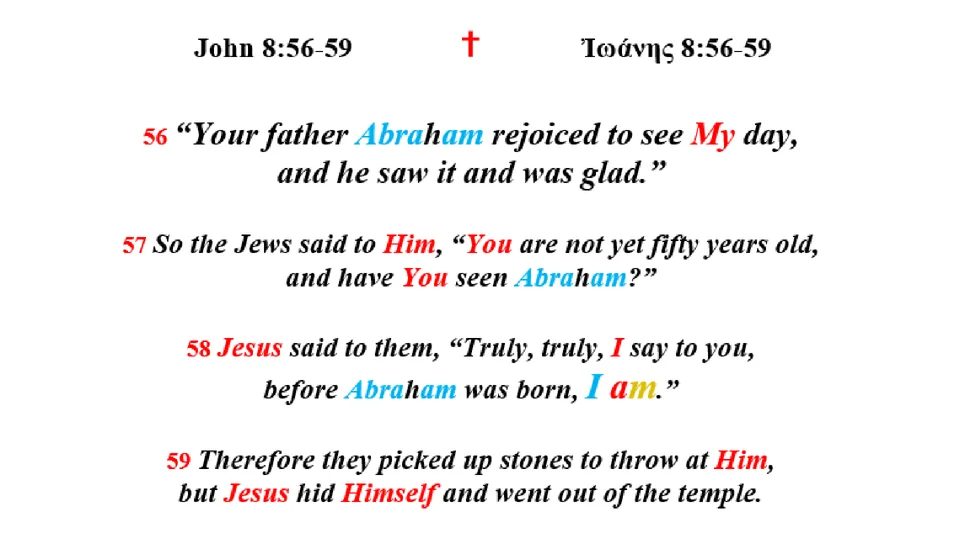 John 8:56-59 ✝ Ἰωάνης 8:56-59
56 “Your father Abraham rejoiced to see My day,
and he saw it and was glad.”
57 So the Jews said to Him, “You are not yet fifty years old,
and have You seen Abraham?”
58 Jesus said to them, “Truly, truly, I say to you,
before Abraham was born, I am.”
59 Therefore they picked up stones to throw at Him,
but Jesus hid Himself and went out of the temple.